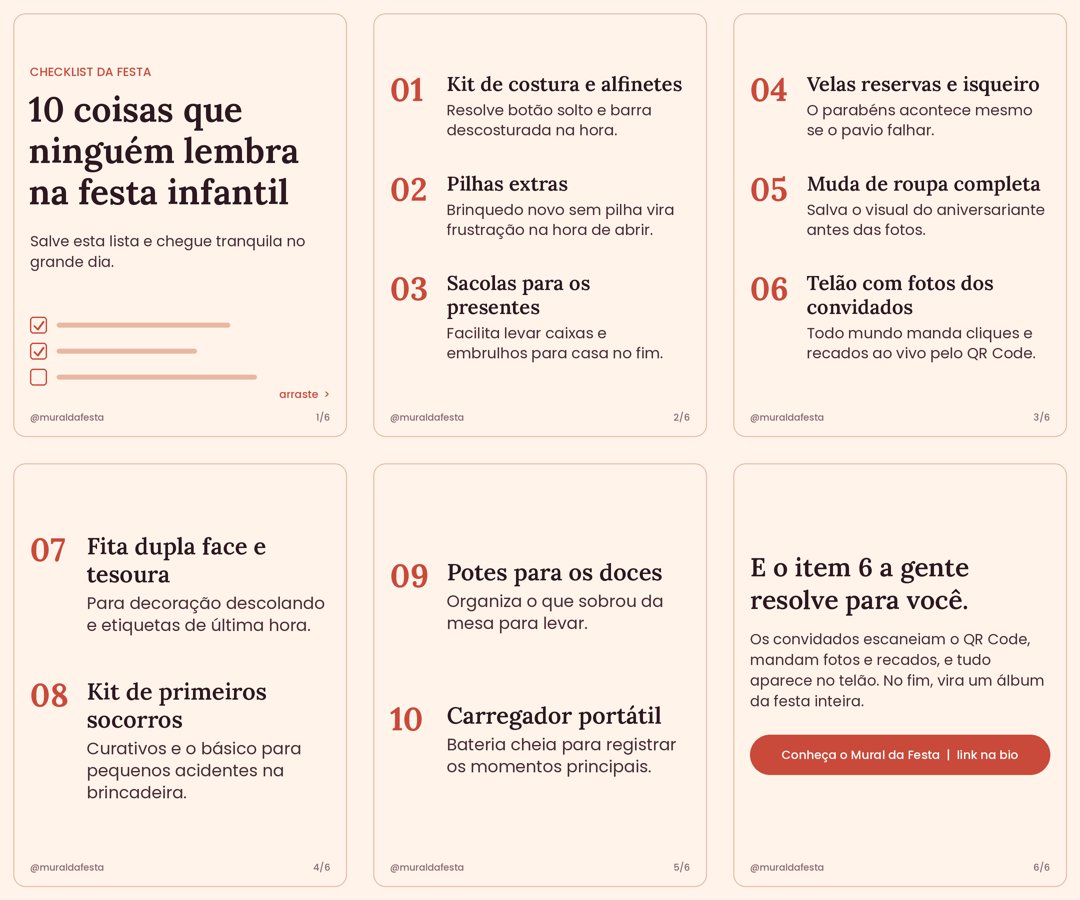 CHECKLIST DA FESTA
10 coisas que
ninguém lembra
na festa infantil
Salve esta lista e chegue tranquila no
grande dia.
arraste >
@muraldafesta 1/6
01 Kit de costura e alfinetes
Resolve botão solto e barra
descosturada na hora.
02 Pilhas extras
Brinquedo novo sem pilha vira
frustração na hora de abrir.
03 Sacolas para os
presentes
Facilita levar caixas e
embrulhos para casa no fim.
@muraldafesta 2/6
04 Velas reservas e isqueiro
O parabéns acontece mesmo
se o pavio falhar.
05 Muda de roupa completa
Salva o visual do aniversariante
antes das fotos.
06 Telão com fotos dos
convidados
Todo mundo manda cliques e
recados ao vivo pelo QR Code.
@muraldafesta 3/6
07 Fita dupla face e
tesoura
Para decoração descolando
e etiquetas de última hora.
08 Kit de primeiros
socorros
Curativos e o básico para
pequenos acidentes na
brincadeira.
@muraldafesta 4/6
09 Potes para os doces
Organiza o que sobrou da
mesa para levar.
10 Carregador portátil
Bateria cheia para registrar
os momentos principais.
@muraldafesta 5/6
E o item 6 a gente
resolve para você.
Os convidados escaneiam o QR Code,
mandam fotos e recados, e tudo
aparece no telão. No fim, vira um álbum
da festa inteira.
Conheça o Mural da Festa | link na bio
@muraldafesta 6/6